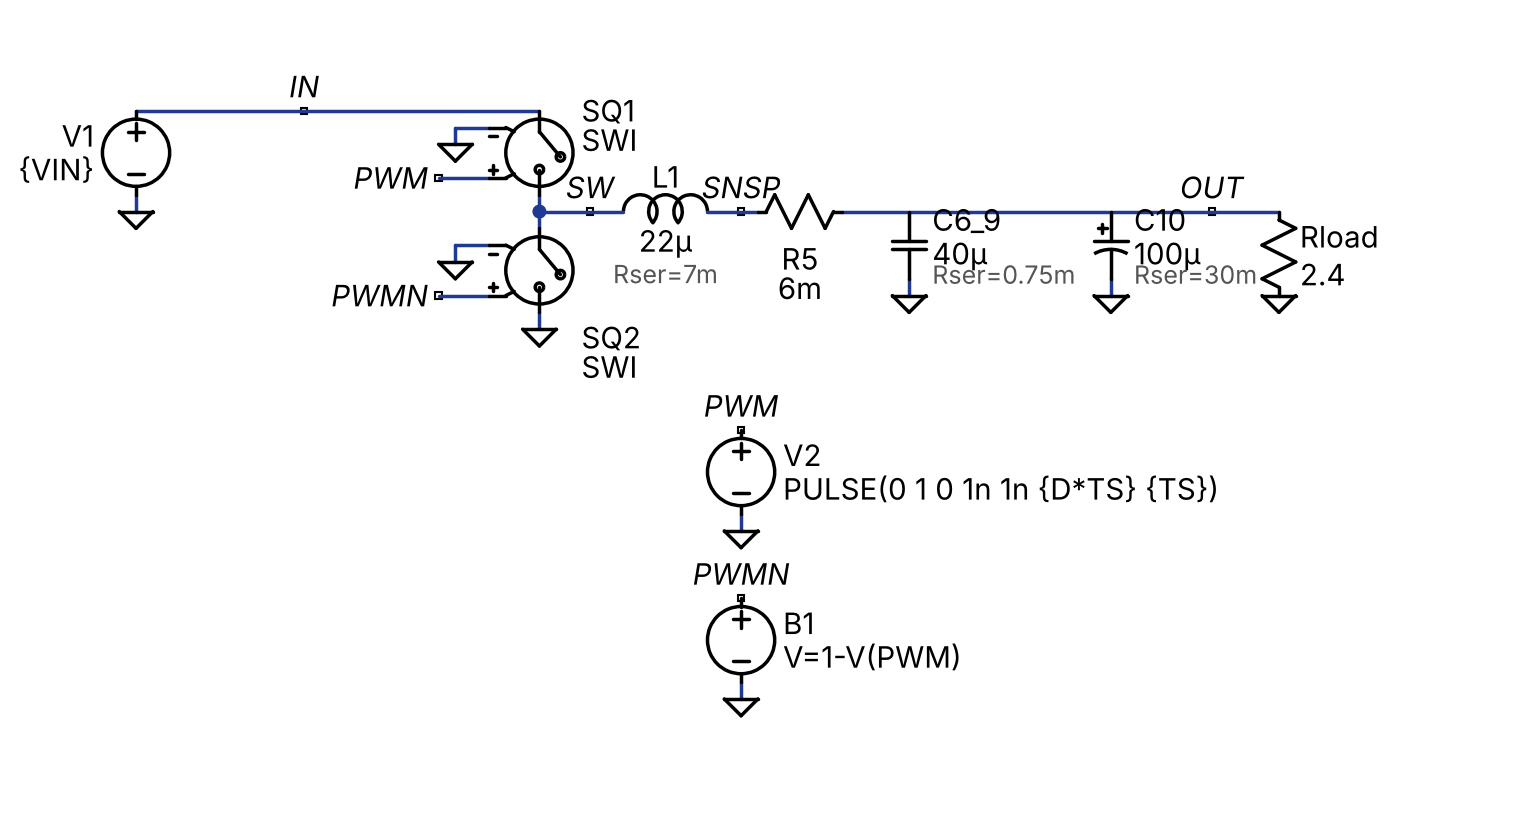 IN
V1
{VIN}
SQ1
SWI
PWM
SW
L1
22µ
Rser=7m
SNSP
R5
6m
C6_9
40µ
Rser=0.75m
C10
100µ
Rser=30m
OUT
Rload
2.4
PWMN
SQ2
SWI
PWM
V2
PULSE(0 1 0 1n 1n {D*TS} {TS})
PWMN
B1
V=1-V(PWM)